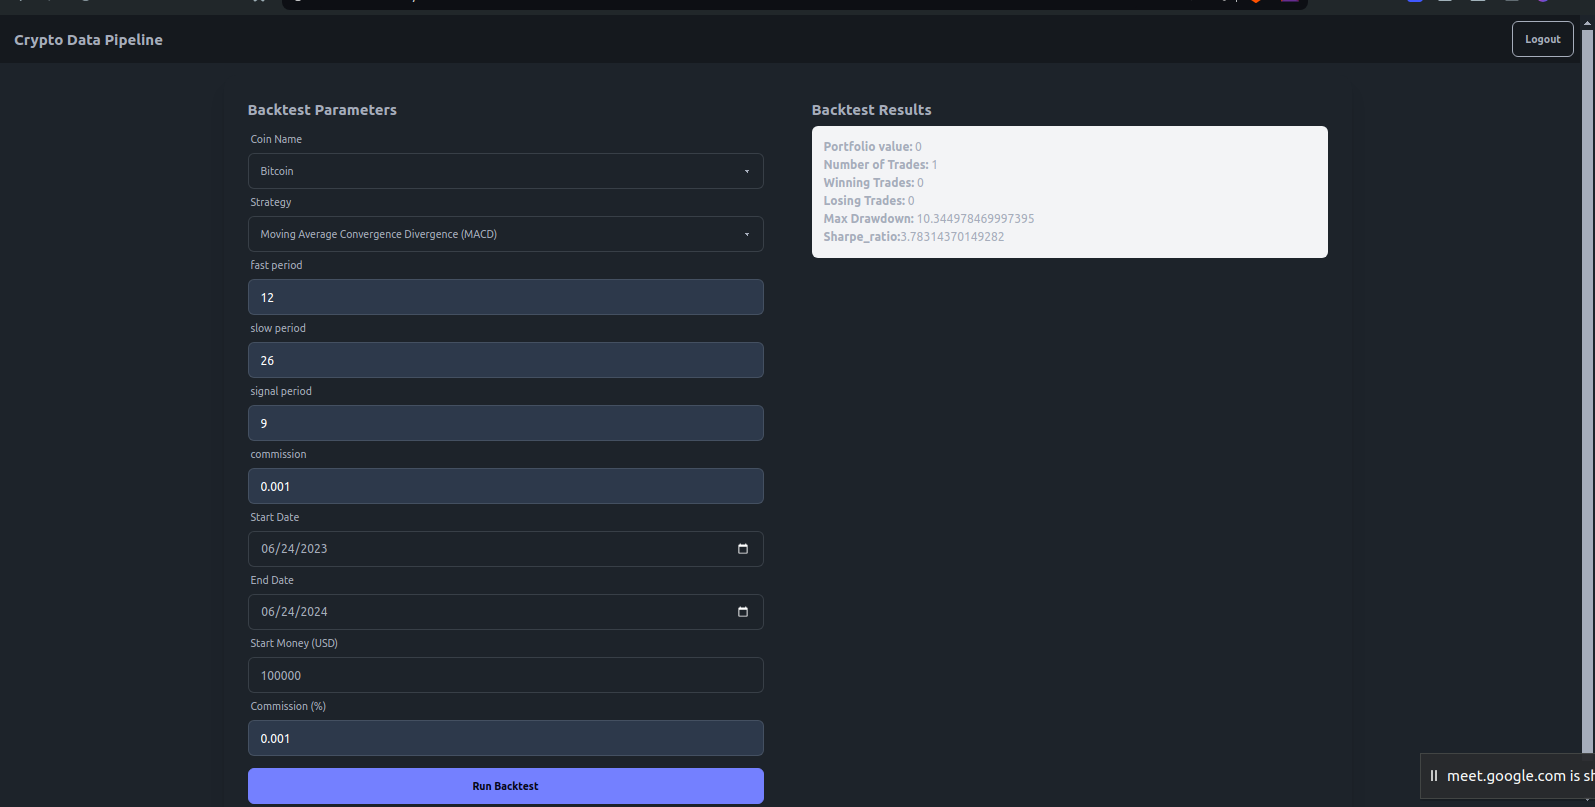 Crypto Data Pipeline
Logout
Backtest Parameters
Coin Name
Bitcoin
Strategy
Moving Average Convergence Divergence (MACD)
fast period
12
slow period
26
signal period
9
commission
0.001
Start Date
06/24/2023
End Date
06/24/2024
Start Money (USD)
100000
Commission (%)
0.001
Run Backtest
Backtest Results
Portfolio value: 0
Number of Trades: 1
Winning Trades: 0
Losing Trades: 0
Max Drawdown: 10.344978469997395
Sharpe_ratio:3.78314370149282
meet.google.com is sh